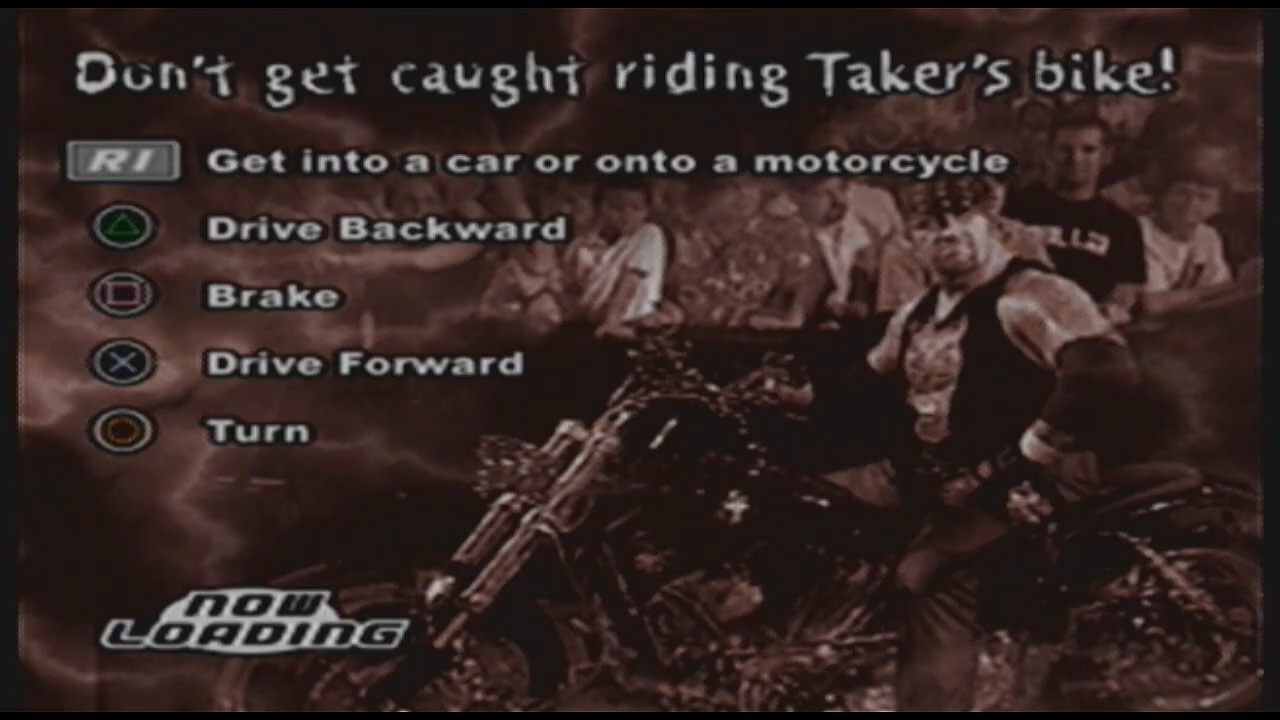 Don't get caught riding Taker's bike!
R1 Get into a car or onto a motorcycle
Drive Backward
Brake
Drive Forward
Turn
NOW
LOADING